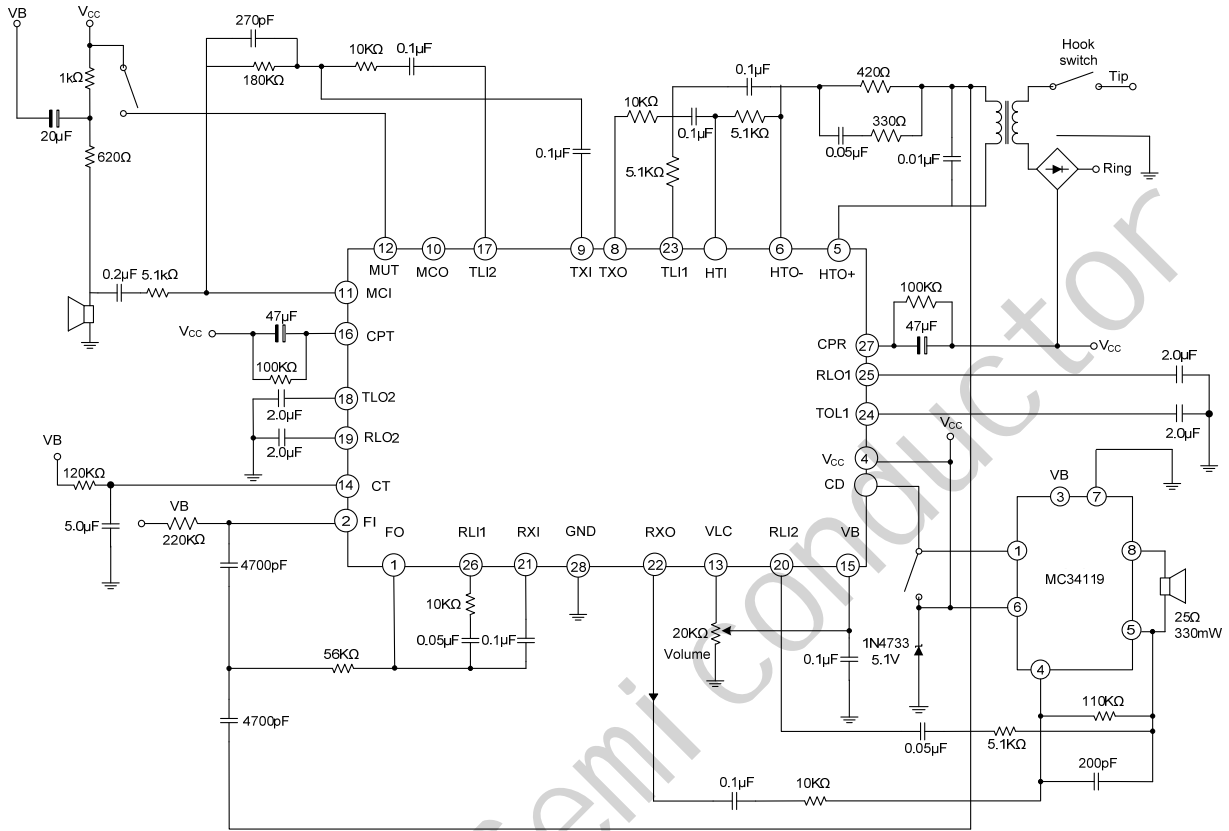 VB
VCC
270pF
10KΩ
0.1µF
180KΩ
1kΩ
20µF
620Ω
0.1µF
0.1µF
10KΩ
0.1µF
5.1KΩ
5.1KΩ
420Ω
330Ω
0.05µF
0.01µF
Hook
switch
Tip
Ring
12
10
17
9
8
23
6
5
MUT
MCO
TLI2
TXI
TXO
TLI1
HTI
HTO-
HTO+
0.2µF
5.1kΩ
11
MCI
VCC
47µF
16
CPT
100KΩ
18
TLO2
2.0µF
19
RLO2
2.0µF
VB
120KΩ
14
CT
5.0µF
VB
220KΩ
2
FI
4700pF
100KΩ
47µF
CPR
27
VCC
RLO1
25
2.0µF
TOL1
24
2.0µF
VCC
VCC
4
CD
FO
RLI1
RXI
GND
RXO
VLC
RLI2
VB
1
26
21
28
22
13
20
15
10KΩ
0.05µF
0.1µF
56KΩ
4700pF
20KΩ
Volume
0.1µF
1N4733
5.1V
VB
3
7
1
8
MC34119
6
5
4
25Ω
330mW
110KΩ
0.05µF
5.1KΩ
200pF
0.1µF
10KΩ
Semi conductor